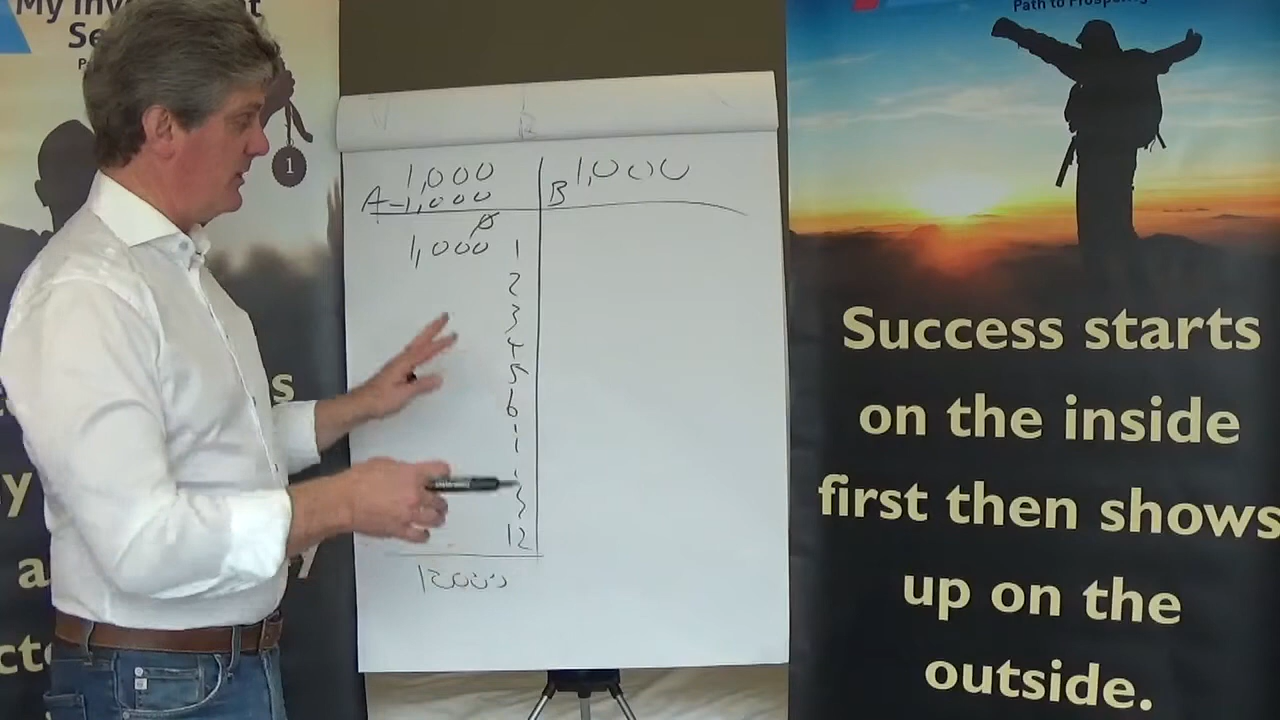 My Inv
Se
P
1
s
y
a
cto
1,000
A -1,000
0
1,000 1
2
3
4
5
6
12
12000
B 1,000
Path to Prosperity
Success starts
on the inside
first then shows
up on the
outside.